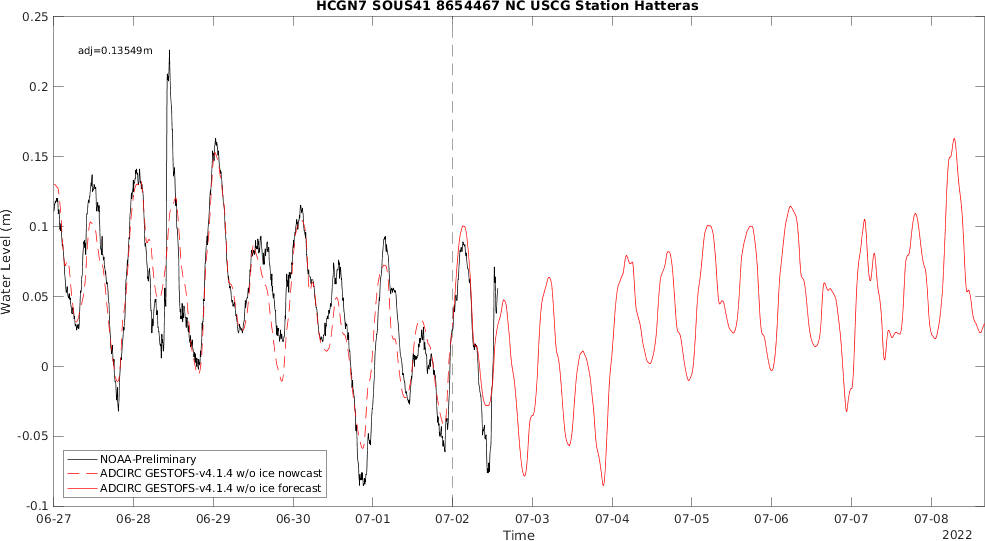 HCGN7 SOUS41 8654467 NC USCG Station Hatteras
adj=0.13549m
Water Level (m)
0.25
0.2
0.15
0.1
0.05
0
-0.05
-0.1
NOAA-Preliminary
ADCIRC GESTOFS-v4.1.4 w/o ice nowcast
ADCIRC GESTOFS-v4.1.4 w/o ice forecast
06-27 06-28 06-29 06-30 07-01 07-02 07-03 07-04 07-05 07-06 07-07 07-08
2022
Time